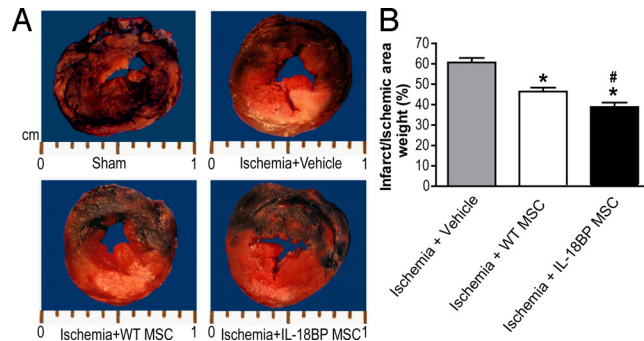 A
cm
0
1
Sham
0
1
Ischemia+Vehicle
0
1
Ischemia+WT MSC
0
1
Ischemia+IL-18BP MSC
B
Infarct/Ischemic area
weight (%)
70
60
50
40
30
20
10
0
*
#
*
Ischemia + Vehicle
Ischemia + WT MSC
Ischemia + IL-18BP MSC